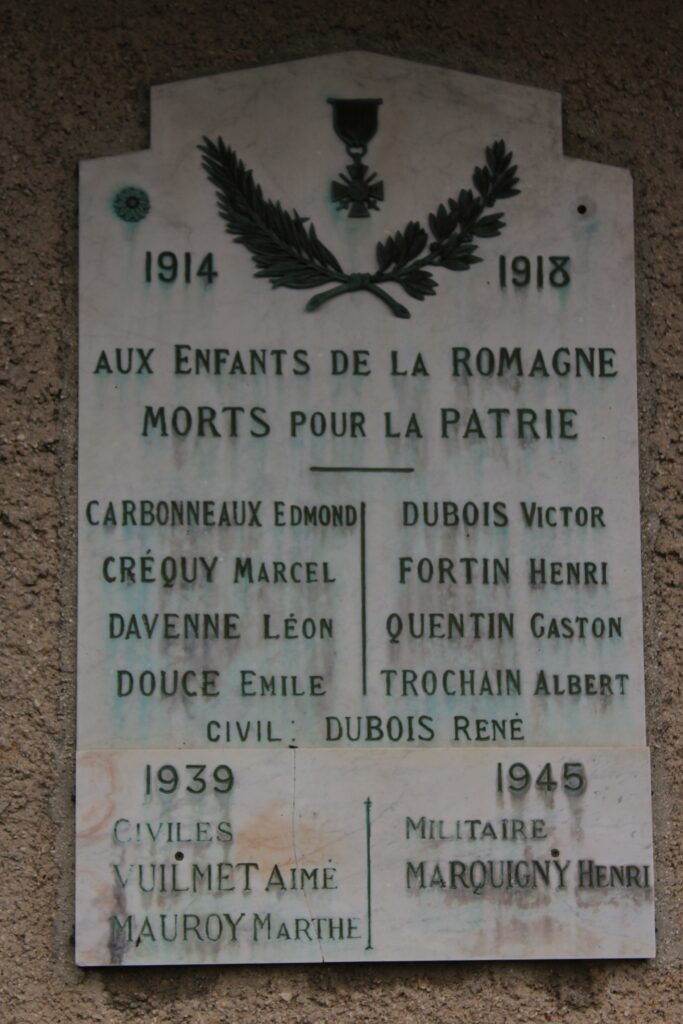 1914 1918
AUX ENFANTS DE LA ROMAGNE
MORTS POUR LA PATRIE
CARBONNEAUX EDMOND
CRÉQUY MARCEL
DAVENNE LÉON
DOUCE EMILE
DUBOIS VICTOR
FORTIN HENRI
QUENTIN GASTON
TROCHAIN ALBERT
CIVIL: DUBOIS RENÉ
1939 1945
CIVILES
VUILMET AIMÉ
MAUROY MARTHE
MILITAIRE
MARQUIGNY HENRI